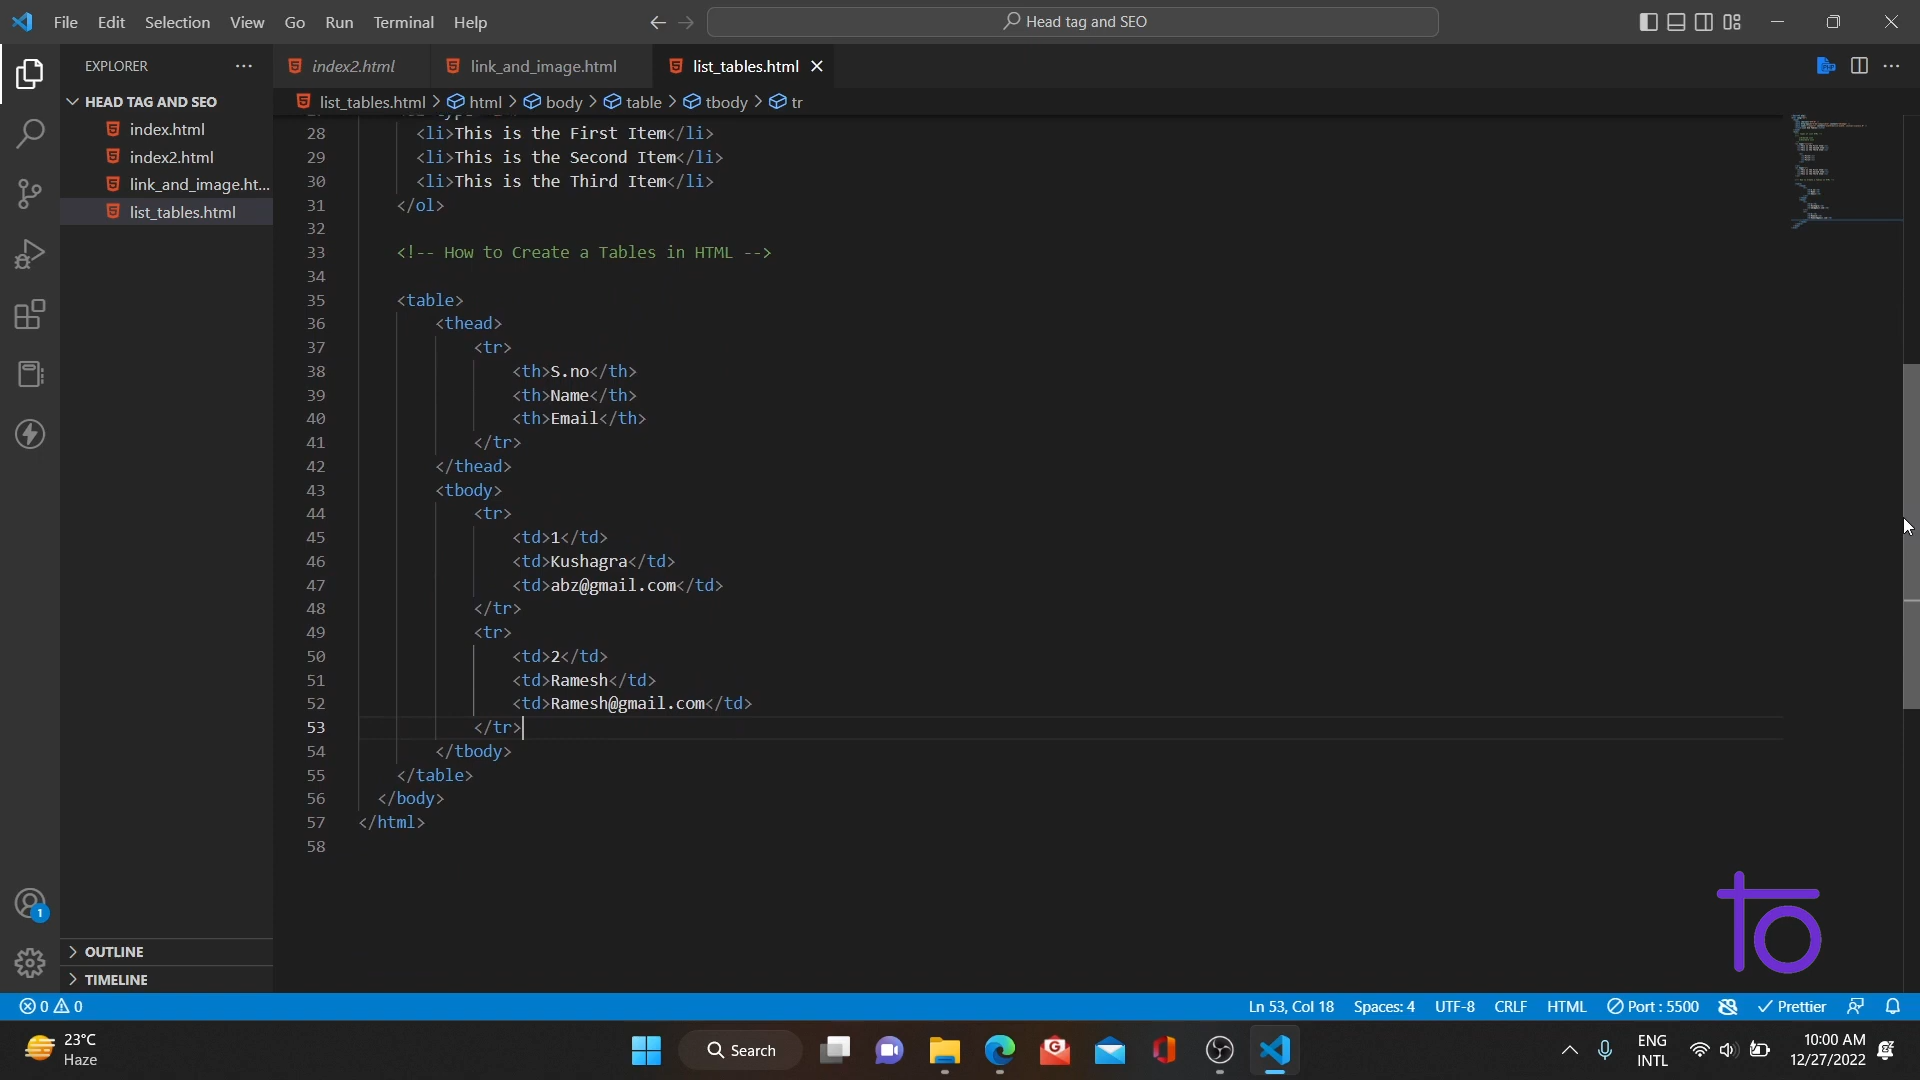 File Edit Selection View Go Run Terminal Help
Head tag and SEO
EXPLORER
index2.html
link_and_image.html
list_tables.html
HEAD TAG AND SEO
list_tables.html > html > body > table > tbody > tr
index.html
index2.html
link_and_image.ht...
list_tables.html
28 <li>This is the First Item</li>
29 <li>This is the Second Item</li>
30 <li>This is the Third Item</li>
31 </ol>
32
33 <!-- How to Create a Tables in HTML -->
34
35 <table>
36 <thead>
37 <tr>
38 <th>S.no</th>
39 <th>Name</th>
40 <th>Email</th>
41 </tr>
42 </thead>
43 <tbody>
44 <tr>
45 <td>1</td>
46 <td>Kushagra</td>
47 <td>abz@gmail.com</td>
48 </tr>
49 <tr>
50 <td>2</td>
51 <td>Ramesh</td>
52 <td>Ramesh@gmail.com</td>
53 </tr>
54 </tbody>
55 </table>
56 </body>
57 </html>
58
1
OUTLINE
TIMELINE
0 0
Ln 53, Col 18 Spaces: 4 UTF-8 CRLF HTML Port : 5500 Prettier
23°C
Haze
Search
ENG
INTL
10:00 AM
12/27/2022